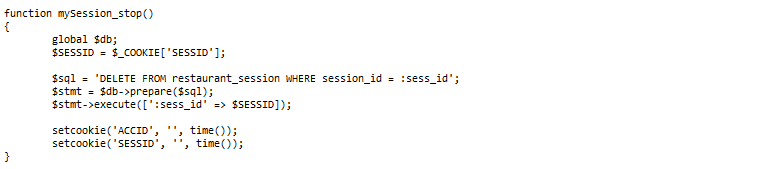 function mySession_stop()
{
global $db;
$SESSID = $_COOKIE['SESSID'];
$sql = 'DELETE FROM restaurant_session WHERE session_id = :sess_id';
$stmt = $db->prepare($sql);
$stmt->execute([':sess_id' => $SESSID]);
setcookie('ACCID', '', time());
setcookie('SESSID', '', time());
}